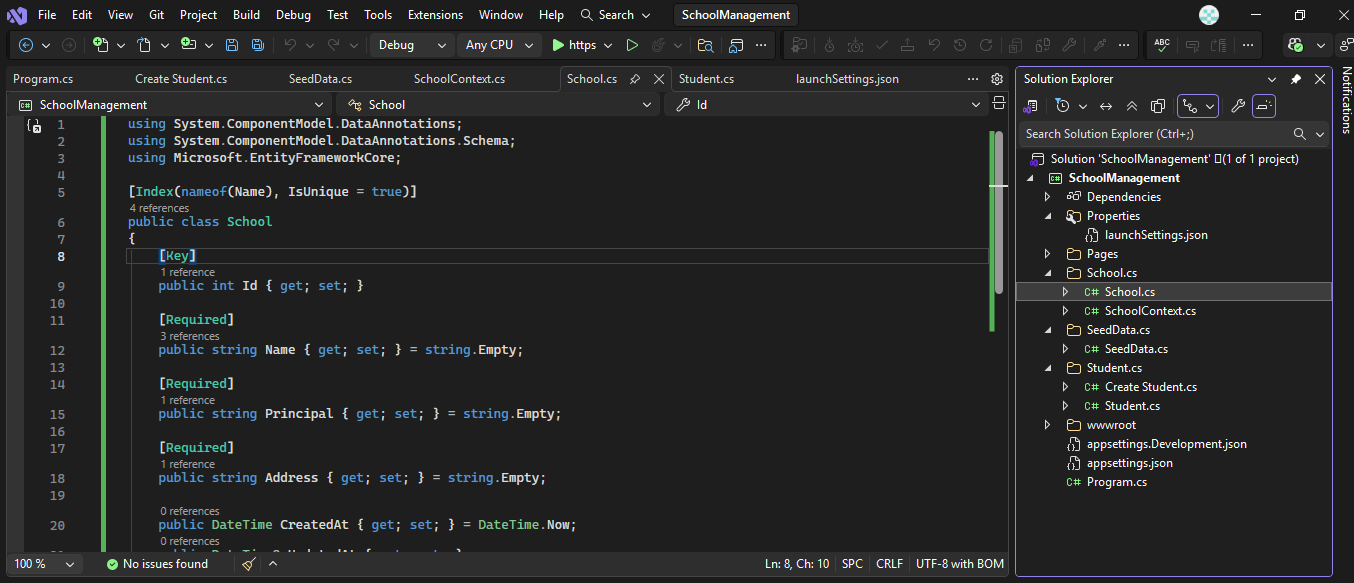 File Edit View Git Project Build Debug Test Tools Extensions Window Help Search SchoolManagement
Debug Any CPU https ABC
Program.cs Create Student.cs SeedData.cs SchoolContext.cs School.cs Student.cs launchSettings.json
SchoolManagement School Id
1 using System.ComponentModel.DataAnnotations;
2 using System.ComponentModel.DataAnnotations.Schema;
3 using Microsoft.EntityFrameworkCore;
4
5 [Index(nameof(Name), IsUnique = true)]
4 references
6 public class School
7 {
8 [Key]
1 reference
9 public int Id { get; set; }
10
11 [Required]
3 references
12 public string Name { get; set; } = string.Empty;
13
14 [Required]
1 reference
15 public string Principal { get; set; } = string.Empty;
16
17 [Required]
1 reference
18 public string Address { get; set; } = string.Empty;
19
0 references
20 public DateTime CreatedAt { get; set; } = DateTime.Now;
0 references
100 % No issues found Ln: 8, Ch: 10 SPC CRLF UTF-8 with BOM
Solution Explorer
Search Solution Explorer (Ctrl+;)
Solution 'SchoolManagement' (1 of 1 project)
C# SchoolManagement
Dependencies
Properties
launchSettings.json
Pages
School.cs
C# School.cs
C# SchoolContext.cs
SeedData.cs
C# SeedData.cs
Student.cs
C# Create Student.cs
C# Student.cs
wwwroot
appsettings.Development.json
appsettings.json
C# Program.cs
Notifications